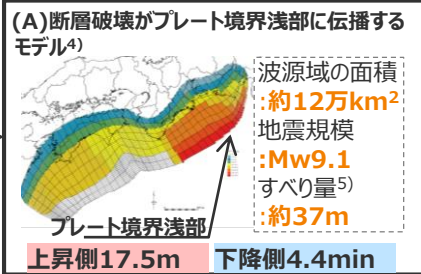 (A)断層破壊がプレート境界浅部に伝播する
モデル4)
波源域の面積
:約12万km²
地震規模
:Mw9.1
すべり量5)
:約37m
プレート境界浅部
上昇側17.5m 下降側4.4min